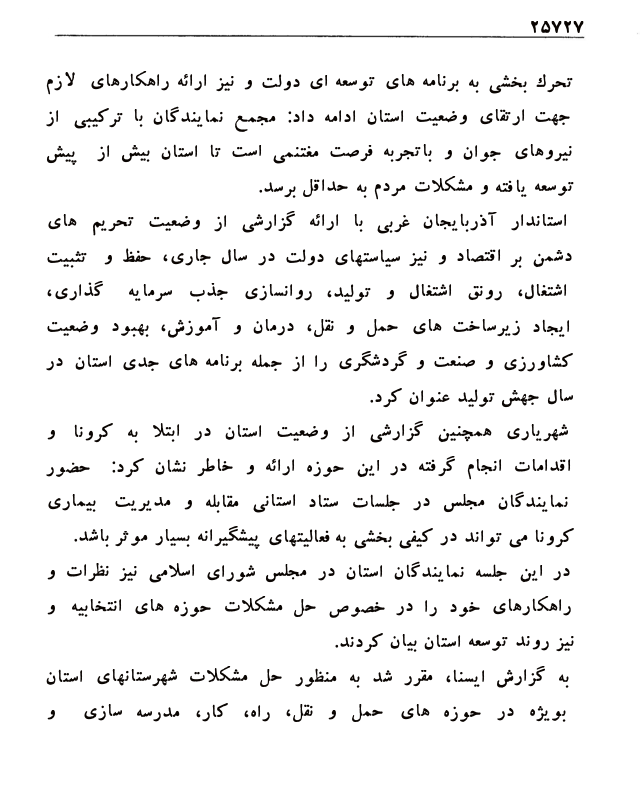 ۲۵۷۲۷
تحرك بخشی به برنامه های توسعه ای دولت و نیز ارائه راهکارهای لازم
جهت ارتقای وضعیت استان ادامه داد: مجمع نمایندگان با ترکیبی از
نیروهای جوان و باتجربه فرصت مغتنمی است تا استان بیش از پیش
توسعه یافته و مشکلات مردم به حداقل برسد.
استاندار آذربایجان غربی با ارائه گزارشی از وضعیت تحریم های
دشمن بر اقتصاد و نیز سیاستهای دولت در سال جاری، حفظ و تثبیت
اشتغال، رونق اشتغال و تولید، روانسازی جذب سرمایه گذاری،
ایجاد زیرساخت های حمل و نقل، درمان و آموزش، بهبود وضعیت
کشاورزی و صنعت و گردشگری را از جمله برنامه های جدی استان در
سال جهش تولید عنوان کرد.
شهریاری همچنین گزارشی از وضعیت استان در ابتلا به کرونا و
اقدامات انجام گرفته در این حوزه ارائه و خاطر نشان کرد: حضور
نمایندگان مجلس در جلسات ستاد استانی مقابله و مدیریت بیماری
کرونا می تواند در کیفی بخشی به فعالیتهای پیشگیرانه بسیار موثر باشد.
در این جلسه نمایندگان استان در مجلس شورای اسلامی نیز نظرات و
راهکارهای خود را در خصوص حل مشکلات حوزه های انتخابیه و
نیز روند توسعه استان بیان کردند.
به گزارش ایسنا، مقرر شد به منظور حل مشکلات شهرستانهای استان
بویژه در حوزه های حمل و نقل، راه، کار، مدرسه سازی و